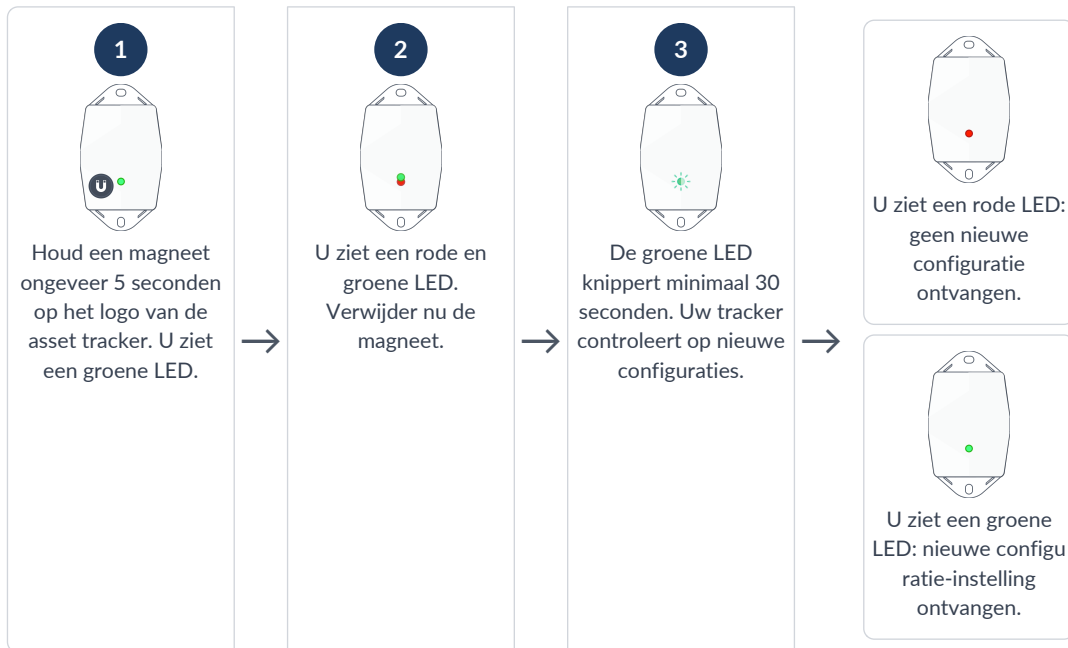 1
Houd een magneet
ongeveer 5 seconden
op het logo van de
asset tracker. U ziet
een groene LED.
2
U ziet een rode en
groene LED.
Verwijder nu de
magneet.
3
De groene LED
knippert minimaal 30
seconden. Uw tracker
controleert op nieuwe
configuraties.
U ziet een rode LED:
geen nieuwe
configuratie
ontvangen.
U ziet een groene
LED: nieuwe configu
ratie-instelling
ontvangen.